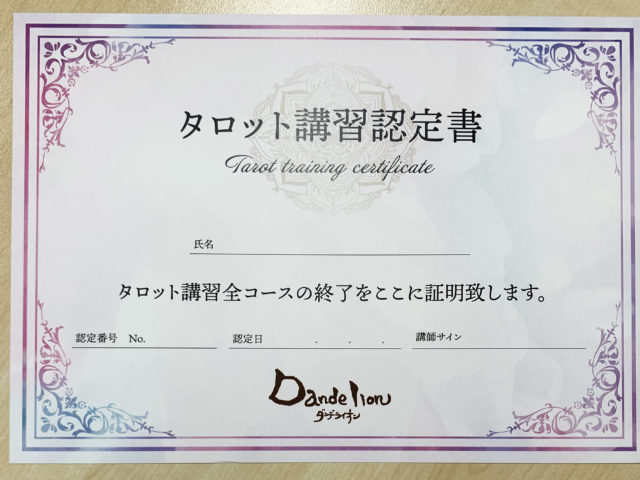 タロット講習認定書
Tarot training certificate
氏名
タロット講習全コースの終了をここに証明致します。
認定番号 No.
認定日 . . .
講師サイン
Dandelion
ダンデライオン